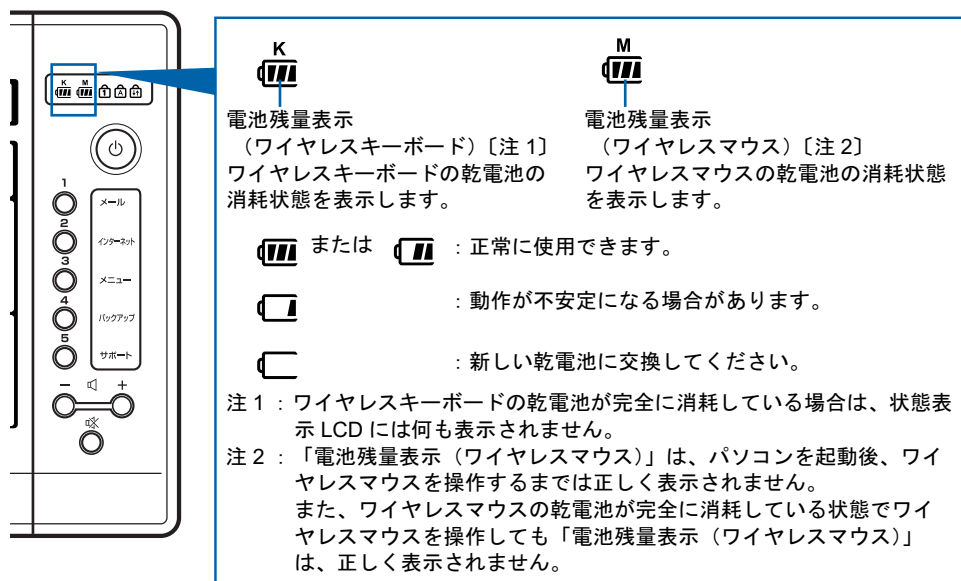 K M
1 A
1
メール
2
インターネット
3
メニュー
4
バックアップ
5
サポート
− +
K
電池残量表示
（ワイヤレスキーボード）〔注 1〕
ワイヤレスキーボードの乾電池の
消耗状態を表示します。
M
電池残量表示
（ワイヤレスマウス）〔注 2〕
ワイヤレスマウスの乾電池の消耗状態
を表示します。
または ：正常に使用できます。
：動作が不安定になる場合があります。
：新しい乾電池に交換してください。
注 1 ：ワイヤレスキーボードの乾電池が完全に消耗している場合は、状態表
示 LCD には何も表示されません。
注 2 ：「電池残量表示（ワイヤレスマウス）」は、パソコンを起動後、ワイ
ヤレスマウスを操作するまでは正しく表示されません。
また、ワイヤレスマウスの乾電池が完全に消耗している状態でワイ
ヤレスマウスを操作しても「電池残量表示（ワイヤレスマウス）」
は、正しく表示されません。